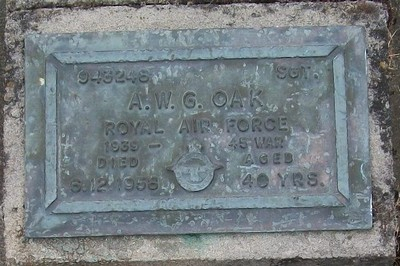 943246 SGT.
A.W.G. OAK
ROYAL AIR FORCE
1939 - 45 WAR
DIED AGED
9.12.1958 40 YRS.